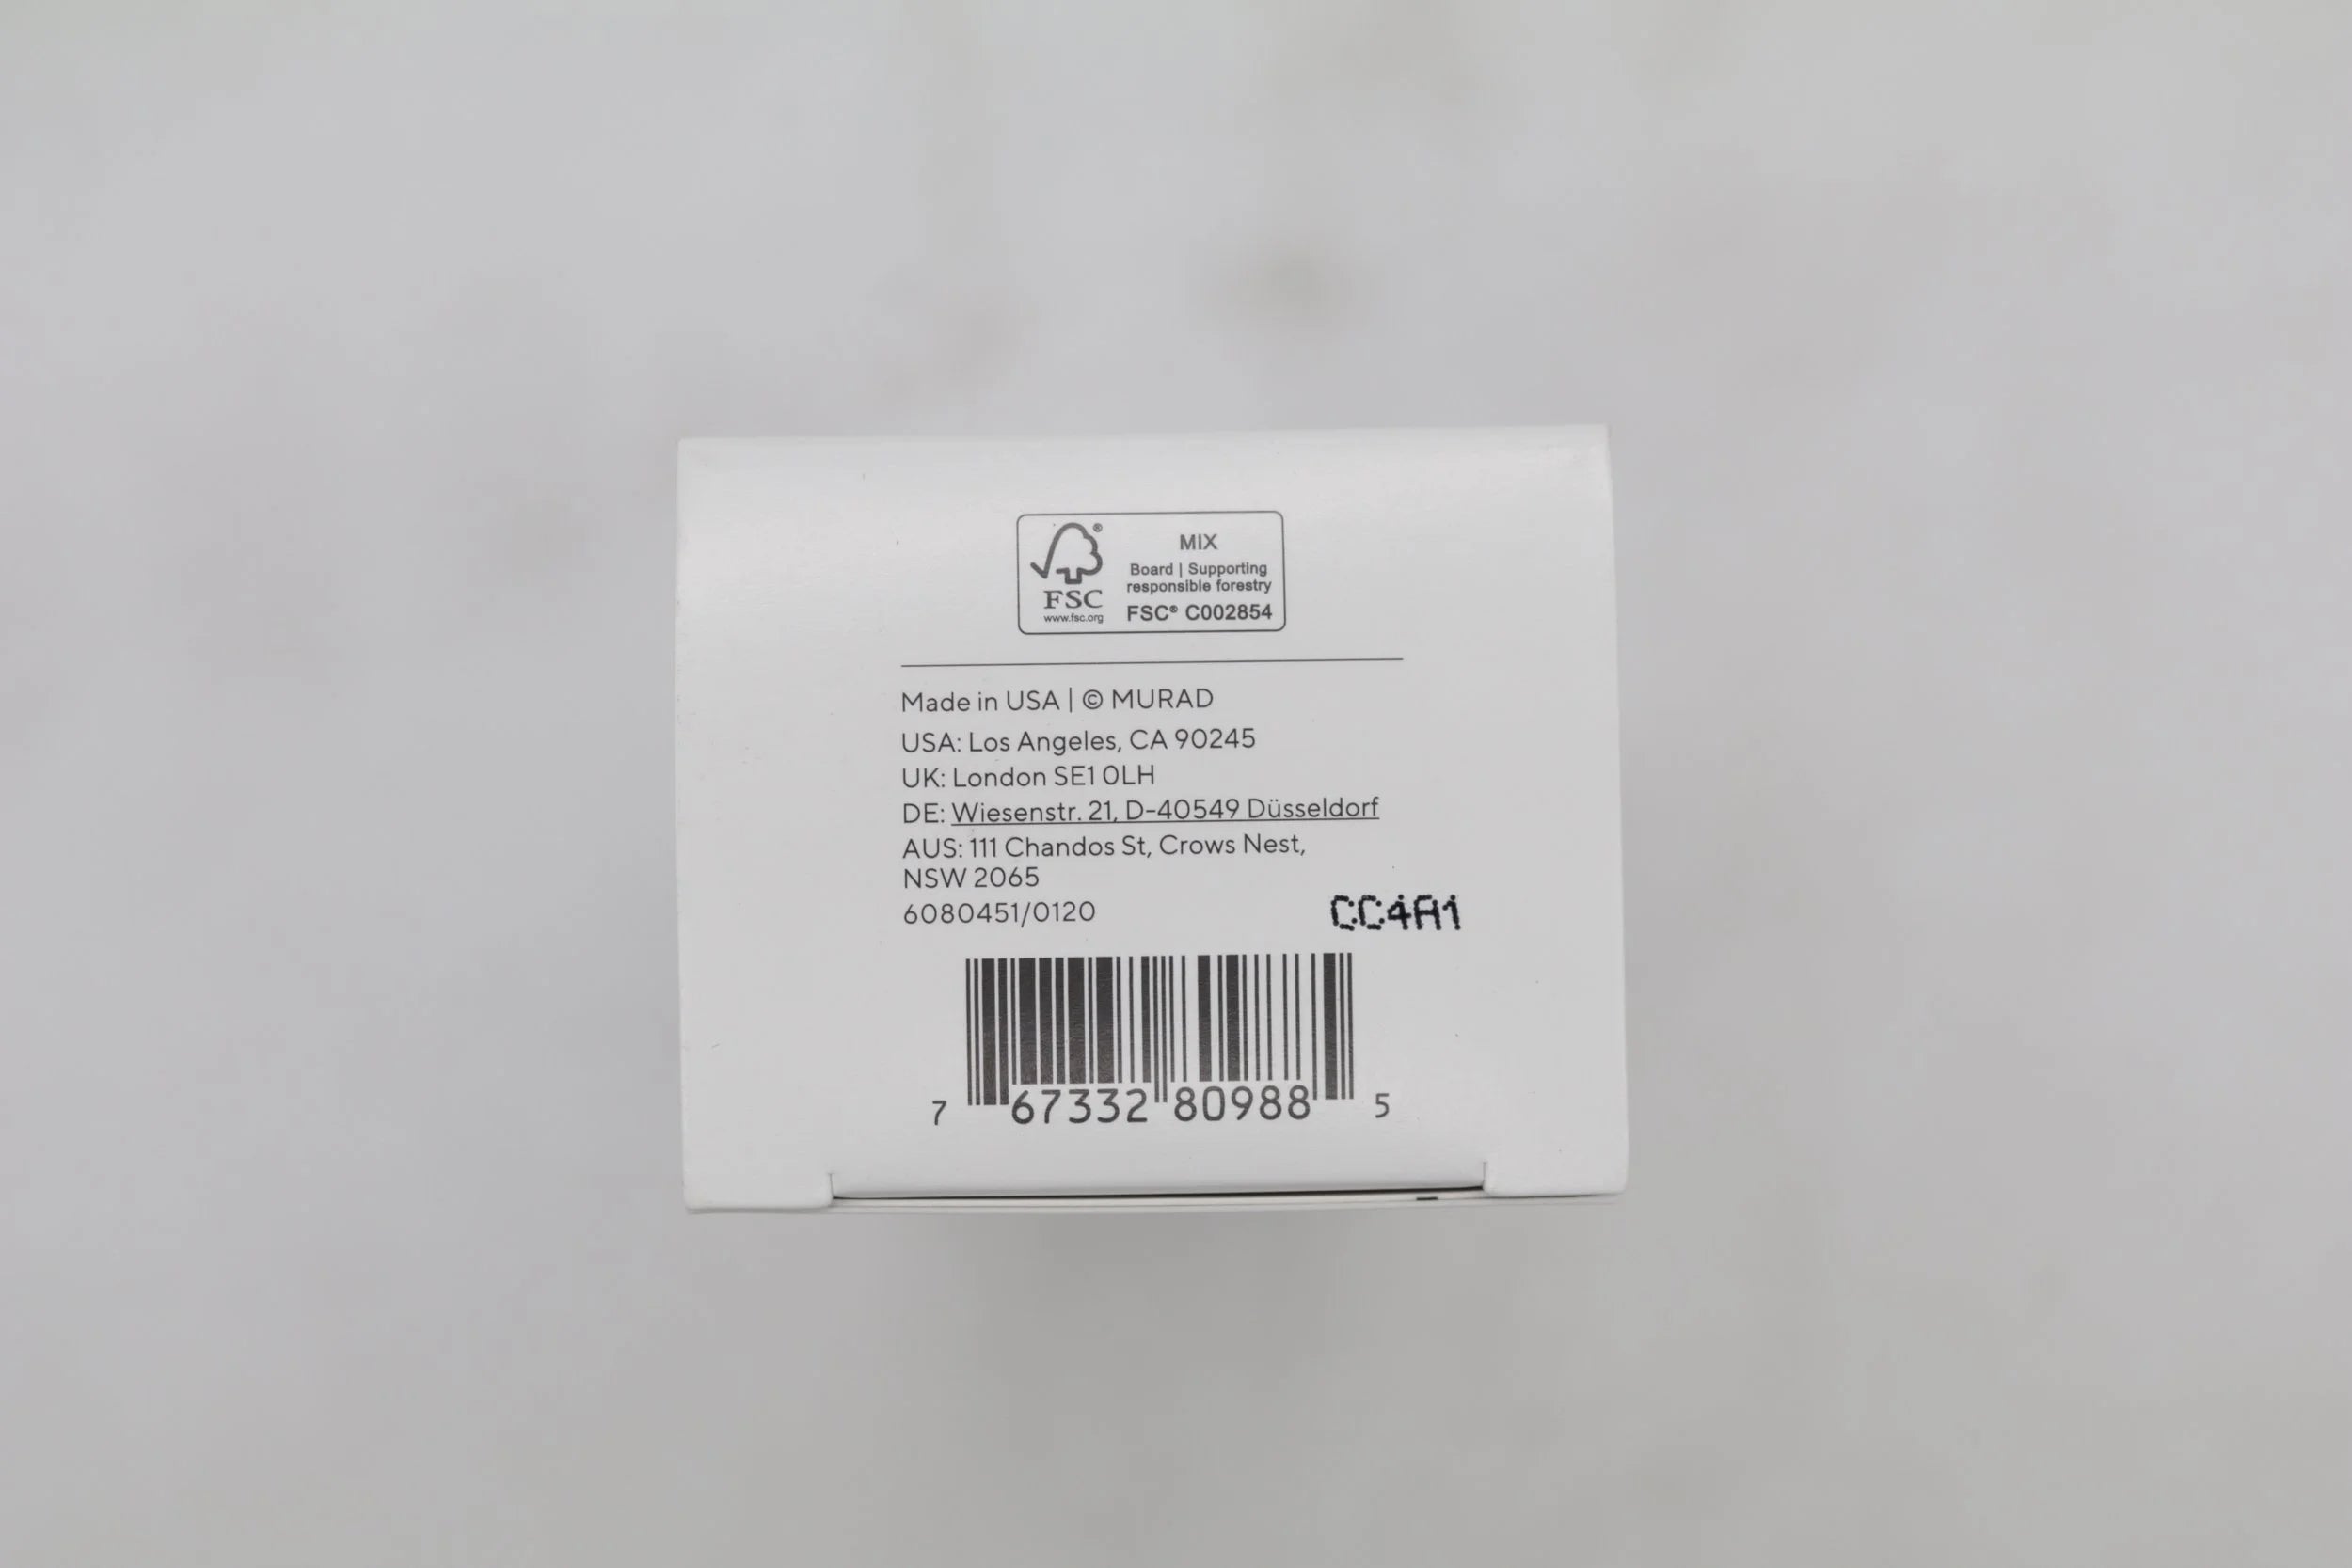 MIX
Board | Supporting
responsible forestry
FSC® C002854
FSC
www.fsc.org
Made in USA | © MURAD
USA: Los Angeles, CA 90245
UK: London SE1 0LH
DE: Wiesenstr. 21, D-40549 Düsseldorf
AUS: 111 Chandos St, Crows Nest,
NSW 2065
6080451/0120
CC4A1
7 67332 80988 5